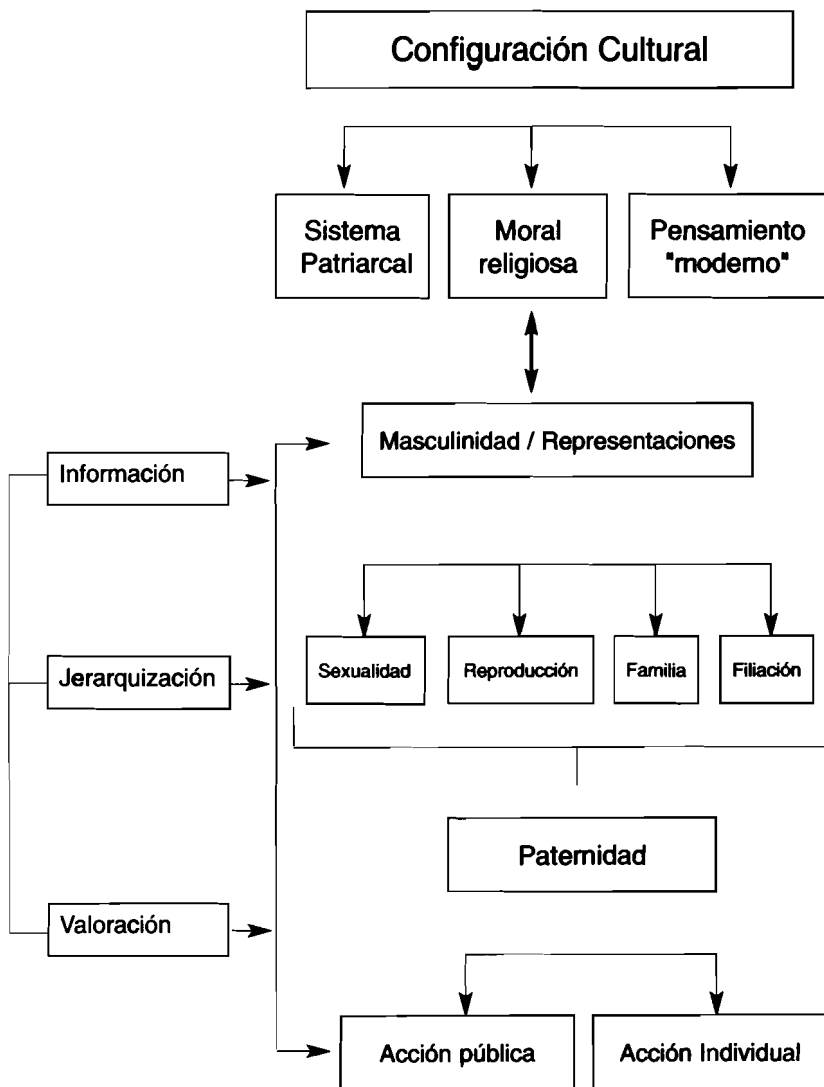 Configuración Cultural
Sistema
Patriarcal
Moral
religiosa
Pensamiento
"moderno"
Masculinidad / Representaciones
Información
Sexualidad
Reproducción
Familia
Filiación
Jerarquización
Paternidad
Valoración
Acción pública
Acción Individual